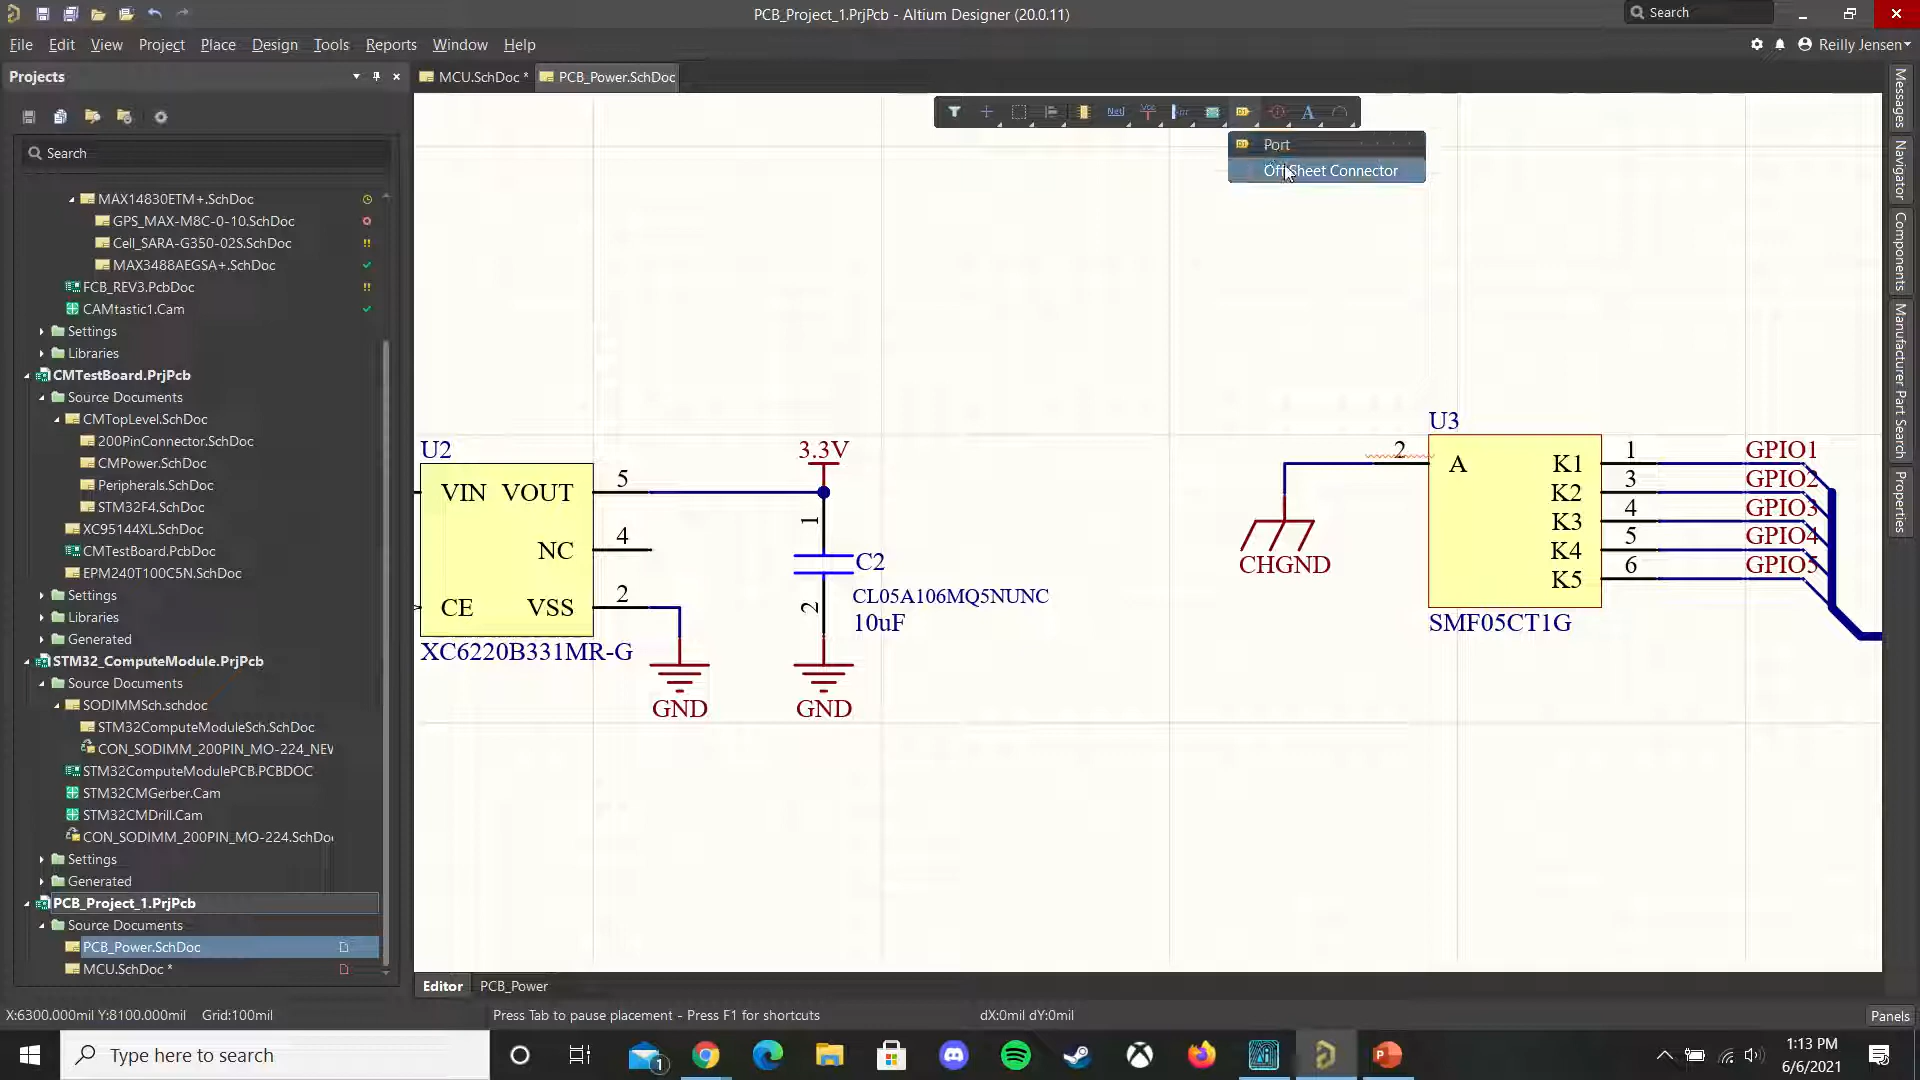 PCB_Project_1.PrjPcb - Altium Designer (20.0.11)
Search
File Edit View Project Place Design Tools Reports Window Help
Reilly Jensen
Projects
MCU.SchDoc *
PCB_Power.SchDoc
Search
Port
Off Sheet Connector
MAX14830ETM+.SchDoc
GPS_MAX-M8C-0-10.SchDoc
Cell_SARA-G350-02S.SchDoc
MAX3488AEGSA+.SchDoc
FCB_REV3.PcbDoc
CAMtastic1.Cam
Settings
Libraries
CMTestBoard.PrjPcb
Source Documents
CMTopLevel.SchDoc
200PinConnector.SchDoc
CMPower.SchDoc
Peripherals.SchDoc
STM32F4.SchDoc
XC95144XL.SchDoc
CMTestBoard.PcbDoc
EPM240T100C5N.SchDoc
Settings
Libraries
Generated
STM32_ComputeModule.PrjPcb
Source Documents
SODIMMSch.schdoc
STM32ComputeModuleSch.SchDoc
CON_SODIMM_200PIN_MO-224_NEW
STM32ComputeModulePCB.PCBDOC
STM32CMGerber.Cam
STM32CMDrill.Cam
CON_SODIMM_200PIN_MO-224.SchDoc
Settings
Generated
PCB_Project_1.PrjPcb
Source Documents
PCB_Power.SchDoc
MCU.SchDoc *
U2
VIN VOUT
NC
CE VSS
5
4
2
XC6220B331MR-G
GND
3.3V
1
2
C2
CL05A106MQ5NUNC
10uF
GND
CHGND
2
U3
A
K1
K2
K3
K4
K5
SMF05CT1G
1
3
4
5
6
GPIO1
GPIO2
GPIO3
GPIO4
GPIO5
Messages
Navigator
Components
Manufacturer Part Search
Properties
Editor PCB_Power
X:6300.000mil Y:8100.000mil Grid:100mil
Press Tab to pause placement - Press F1 for shortcuts
dX:0mil dY:0mil
Panels
Type here to search
1
1:13 PM
6/6/2021